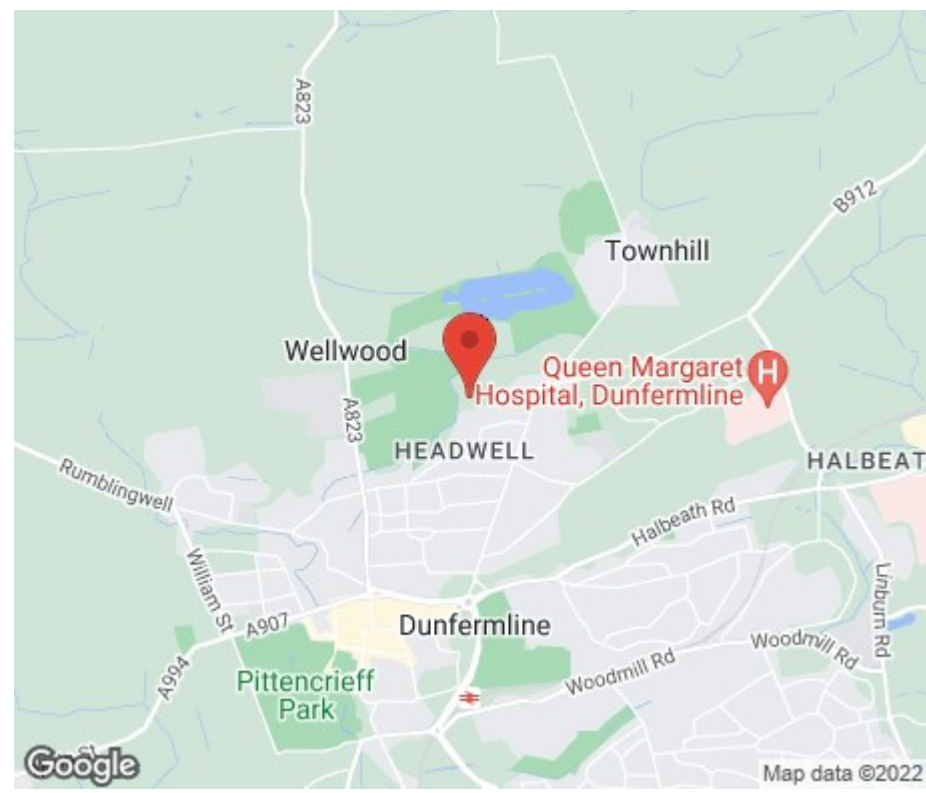 A823
B912
Townhill
Wellwood
Queen Margaret
Hospital, Dunfermline
H
A823
HEADWELL
HALBEAT
Rumblingwell
Halbeath Rd
William St
Linburn Rd
A907
Dunfermline
Woodmill Rd
Woodmill Rd
A994
Pittencrieff
Park
St
Google
Map data ©2022